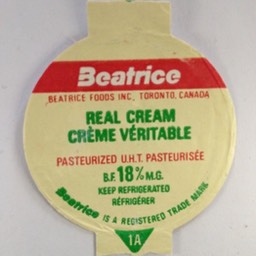 Beatrice
BEATRICE FOODS INC., TORONTO, CANADA
REAL CREAM
CRÈME VÉRITABLE
PASTEURIZED U.H.T. PASTEURISÉE
B.F. 18% M.G.
KEEP REFRIGERATED
RÉFRIGÉRER
Beatrice IS A REGISTERED TRADE MARK
1A